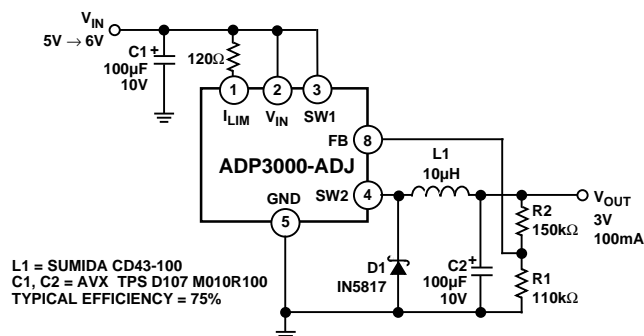 VIN
5V → 6V
C1
100µF
10V
+
120Ω
1
2
3
ILIM
VIN
SW1
FB
8
ADP3000-ADJ
SW2
4
GND
5
L1
10µH
VOUT
3V
100mA
R2
150kΩ
D1
IN5817
C2
100µF
10V
+
R1
110kΩ
L1 = SUMIDA CD43-100
C1, C2 = AVX TPS D107 M010R100
TYPICAL EFFICIENCY = 75%